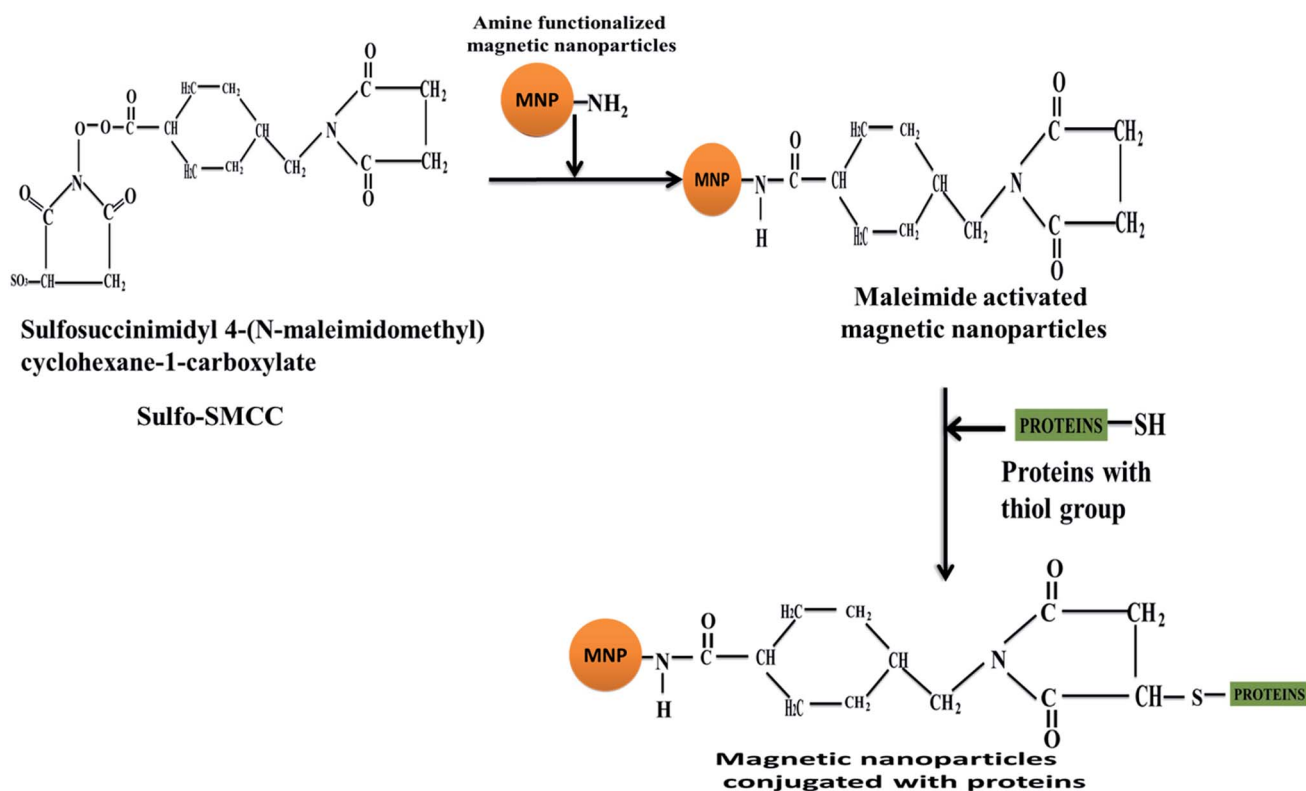 Amine functionalized
magnetic nanoparticles
MNP NH2
O O
H2C CH2 C CH2
O O C CH CH N
H2C CH2 CH2 C CH2
O N O O
C C
SO3 CH CH2
Sulfosuccinimidyl 4-(N-maleimidomethyl)
cyclohexane-1-carboxylate
Sulfo-SMCC
O O
H2C CH2 C CH2
MNP N C CH CH N
H H2C CH2 CH2 C CH2
O
Maleimide activated
magnetic nanoparticles
PROTEINS SH
Proteins with
thiol group
O O
H2C CH2 C CH2
MNP N C CH CH N
H H2C CH2 CH2 C CH S PROTEINS
O
Magnetic nanoparticles
conjugated with proteins